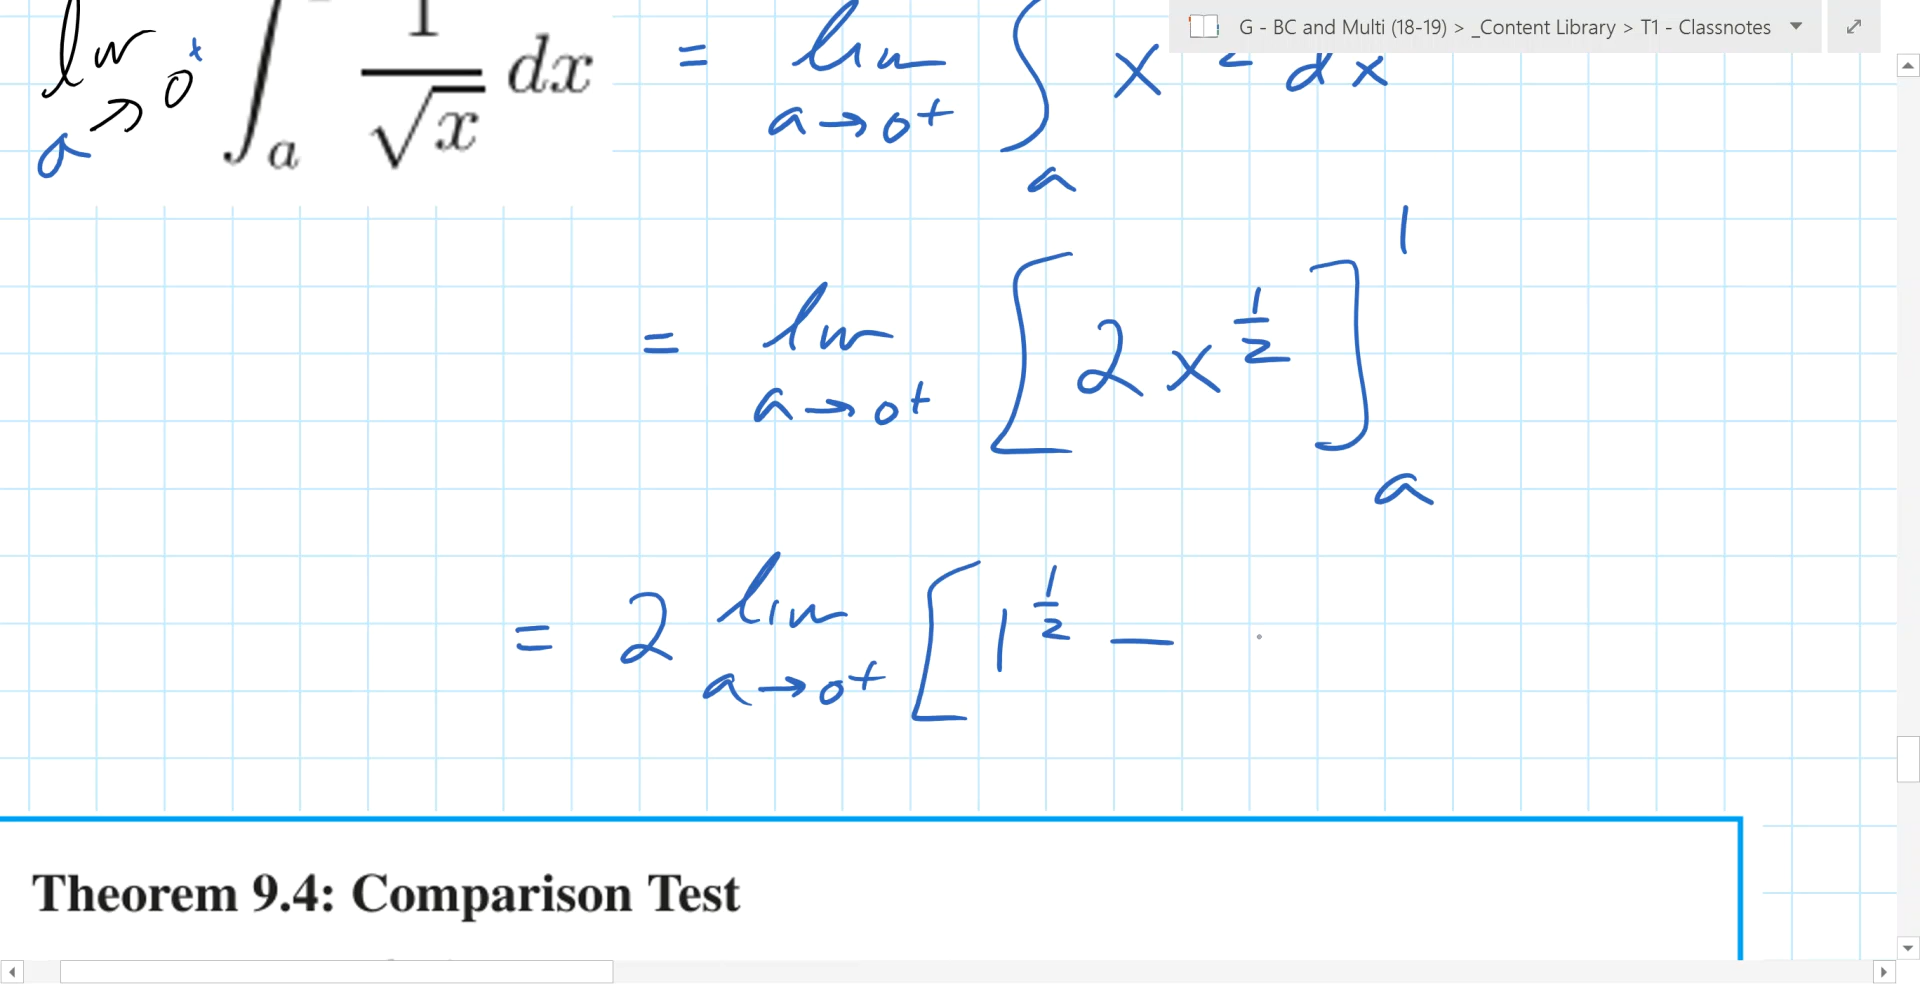 G - BC and Multi (18-19) > _Content Library > T1 - Classnotes
lim a→0⁺ ∫ₐ 1/√x dx = lim a→0⁺ ∫ₐ x dx
= lim a→0⁺ [2x^½]ₐ¹
= 2 lim a→0⁺ [1^½ −
Theorem 9.4: Comparison Test